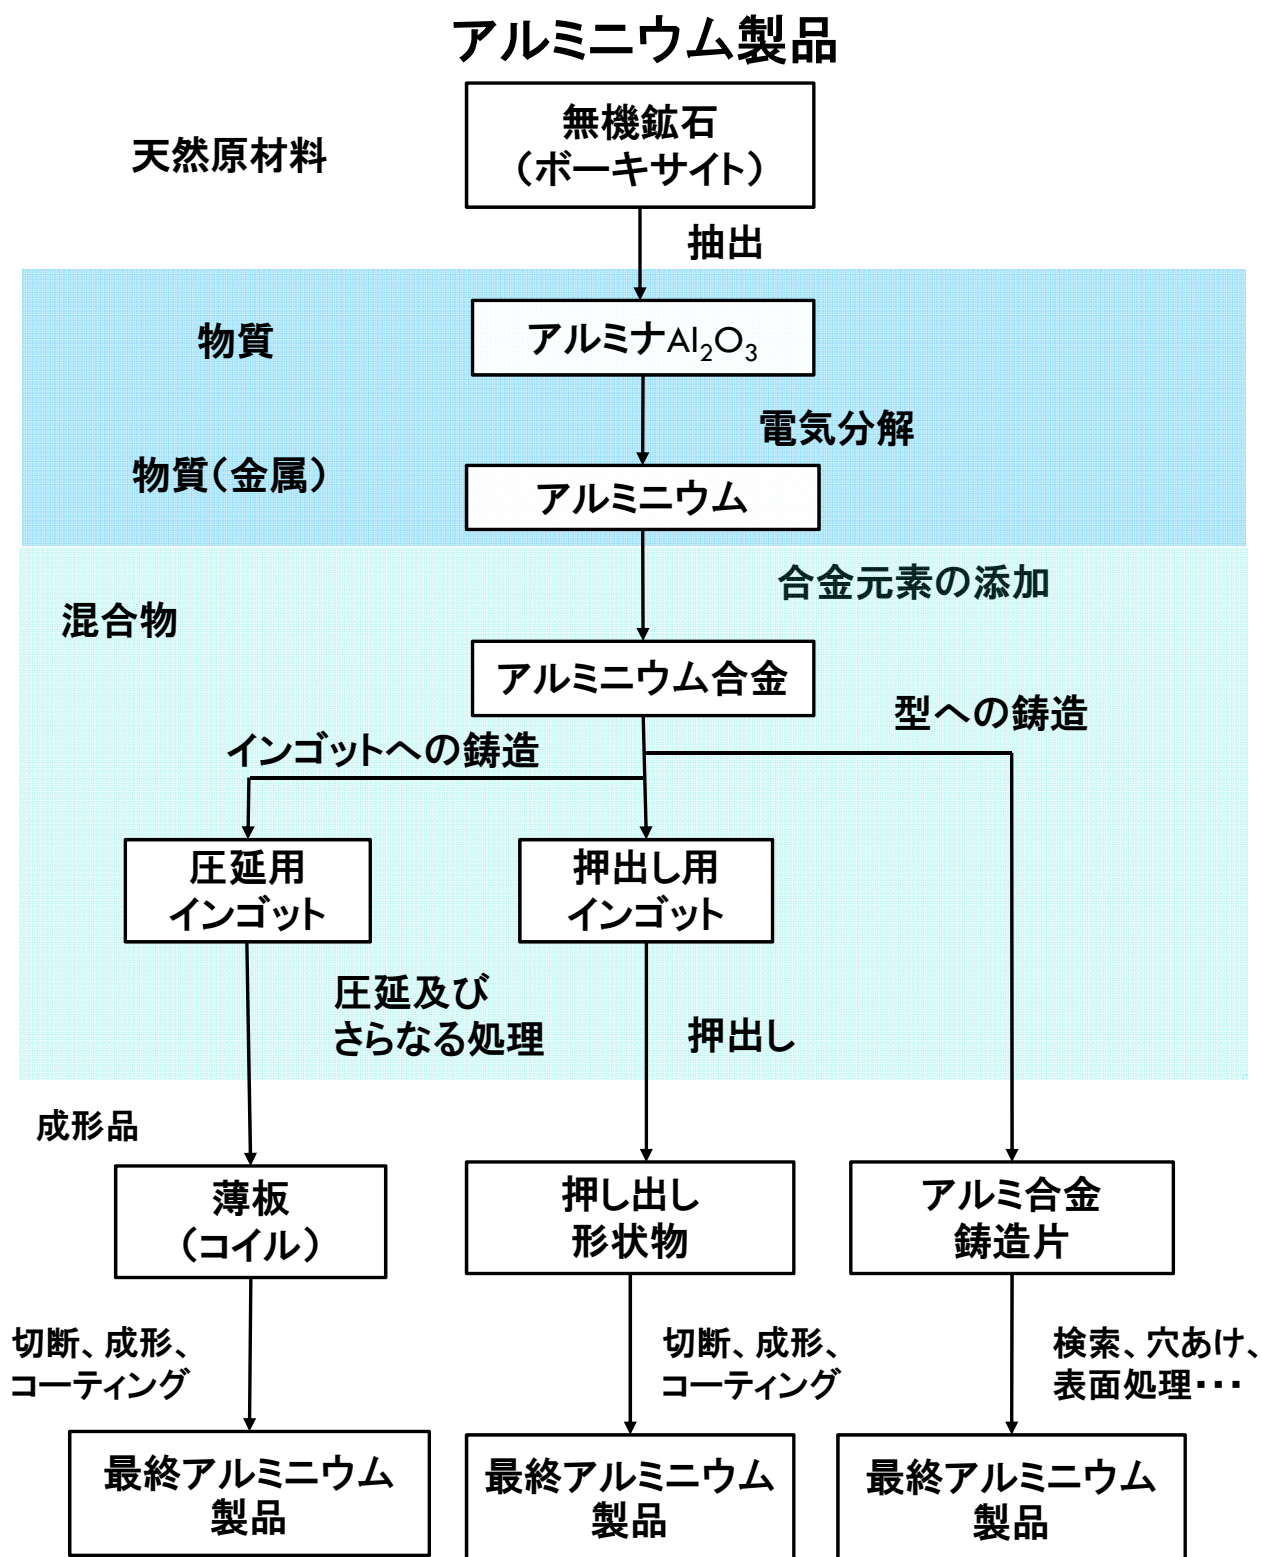 アルミニウム製品
天然原材料
無機鉱石
（ボーキサイト）
抽出
物質
アルミナAl₂O₃
電気分解
物質（金属）
アルミニウム
合金元素の添加
混合物
アルミニウム合金
型への鋳造
インゴットへの鋳造
圧延用
インゴット
押出し用
インゴット
圧延及び
さらなる処理
押出し
成形品
薄板
（コイル）
押し出し
形状物
アルミ合金
鋳造片
切断、成形、
コーティング
切断、成形、
コーティング
検索、穴あけ、
表面処理・・・
最終アルミニウム
製品
最終アルミニウム
製品
最終アルミニウム
製品